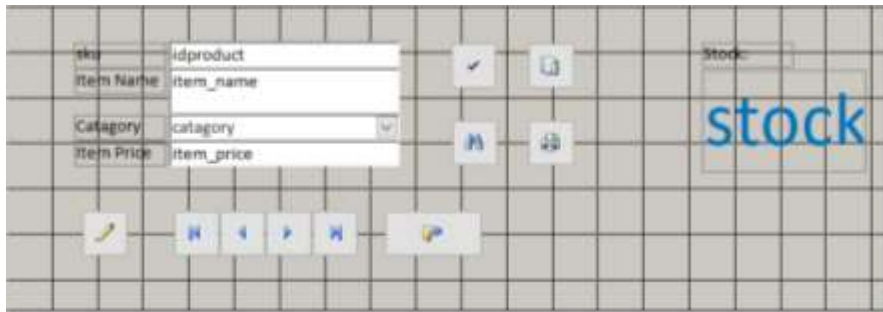 sku idproduct
Item Name item_name
Catagory catagory
Item Price item_price
Stock:
stock